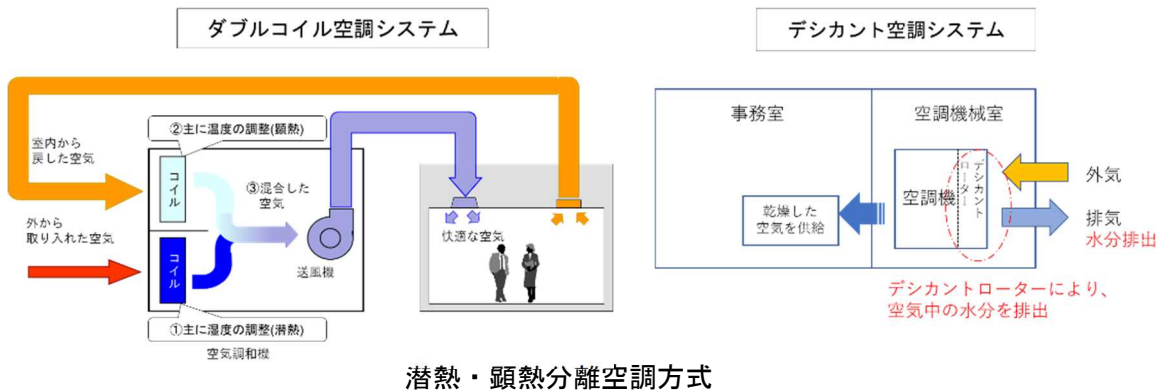 ダブルコイル空調システム
②主に温度の調整(顕熱)
室内から
戻した空気
コイル
③混合した
空気
外から
取り入れた空気
コイル
送風機
快適な空気
①主に湿度の調整(潜熱)
空気調和機
デシカント空調システム
事務室
空調機械室
デシカント
ローター
空調機
外気
乾燥した
空気を供給
排気
水分排出
デシカントローターにより、
空気中の水分を排出
潜熱・顕熱分離空調方式